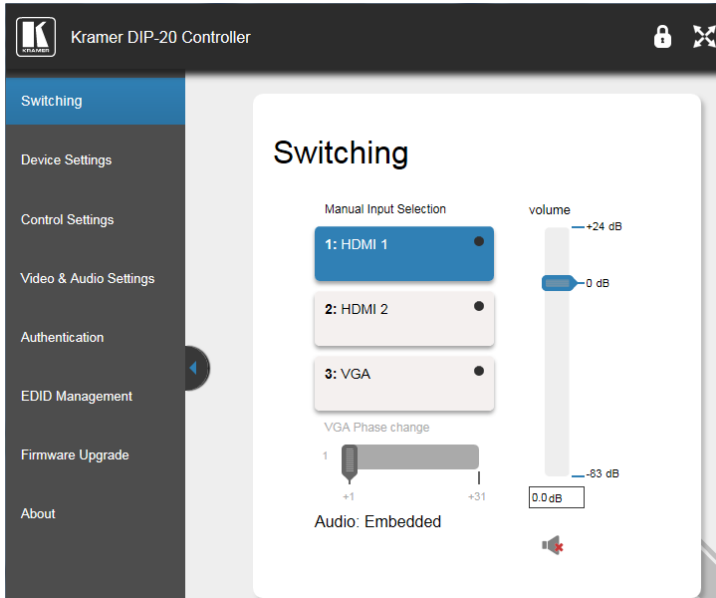 KRAMER
Kramer DIP-20 Controller
Switching
Device Settings
Control Settings
Video & Audio Settings
Authentication
EDID Management
Firmware Upgrade
About
Switching
Manual Input Selection
1: HDMI 1
2: HDMI 2
3: VGA
VGA Phase change
1
+1
+31
Audio: Embedded
volume
+24 dB
0 dB
-83 dB
0.0 dB